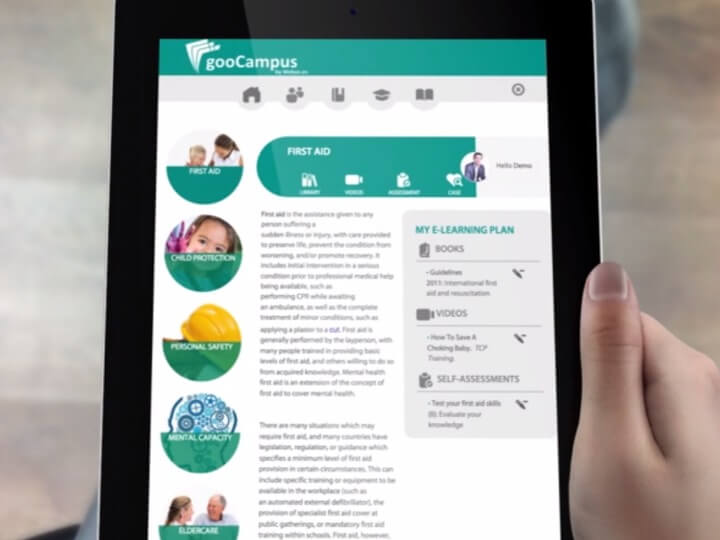 gooCampus
FIRST AID
LIBRARY
VIDEOS
ASSESSMENT
CASE
Hello Demo
FIRST AID
CHILD PROTECTION
PERSONAL SAFETY
MENTAL CAPACITY
ELDERCARE
First aid is the assistance given to any
person suffering a
sudden illness or injury, with care provided
to preserve life, prevent the condition from
worsening, and/or promote recovery. It
includes initial intervention in a serious
condition prior to professional medical help
being available, such as
performing CPR while awaiting
an ambulance, as well as the complete
treatment of minor conditions, such as
applying a plaster to a cut. First aid is
generally performed by the layperson, with
many people trained in providing basic
levels of first aid, and others willing to do so
from acquired knowledge. Mental health
first aid is an extension of the concept of
first aid to cover mental health.
There are many situations which may
require first aid, and many countries have
legislation, regulation, or guidance which
specifies a minimum level of first aid
provision in certain circumstances. This can
include specific training or equipment to be
available in the workplace (such as
an automated external defibrillator), the
provision of specialist first aid cover at
public gatherings, or mandatory first aid
training within schools. First aid, however,
MY E-LEARNING PLAN
BOOKS
• Guidelines
2011: International first
aid and resuscitation.
VIDEOS
• How To Save A
Choking Baby. TCP
Training.
SELF-ASSESSMENTS
• Test your first aid skills
(II): Evaluate your
knowledge